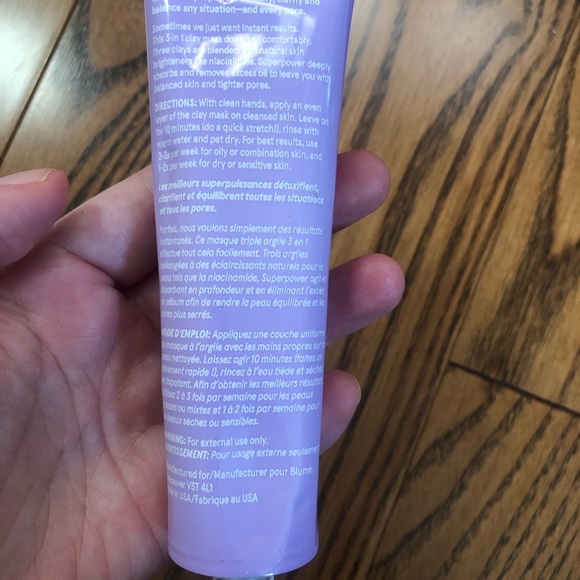 clarify and
balance any situation—and every pore.
Sometimes we just want instant results.
This 3 in 1 clay mask does it all comfortably.
Three clays are blended with natural skin
brighteners like niacinamide. Superpower deeply
absorbs and removes excess oil to leave you with
balanced skin and tighter pores.
DIRECTIONS: With clean hands, apply an even
layer of the clay mask on cleansed skin. Leave on
for 10 minutes (do a quick stretch!), rinse with
warm water and pat dry. For best results, use
2-3x per week for oily or combination skin, and
1-2x per week for dry or sensitive skin.
Les meilleurs superpuissances détoxifient,
clarifient et équilibrent toutes les situations
et tous les pores.
Parfois, nous voulons simplement des résultats
instantanés. Ce masque triple argile 3 en 1
effectue tout cela facilement. Trois argiles
mélangées à des éclaircissants naturels pour la
peau tels que la niacinamide. Superpower agit en
absorbant en profondeur et en éliminant l'excès
de sébum afin de rendre la peau équilibrée et les
pores plus serrés.
MODE D'EMPLOI: Appliquez une couche uniforme
du masque à l'argile avec les mains propres sur
peau nettoyée. Laissez agir 10 minutes (faites un
étirement rapide !), rincez à l'eau tiède et séchez
en tapotant. Afin d'obtenir les meilleurs résultats
utilisez 2 à 3 fois par semaine pour les peaux
grasses ou mixtes et 1 à 2 fois par semaine pour
peaux sèches ou sensibles.
WARNING: For external use only.
AVERTISSEMENT: Pour usage externe seulement
Manufactured for/Manufacturer pour Blume.
Vancouver V5T 4L1
Made in USA/Fabrique au USA